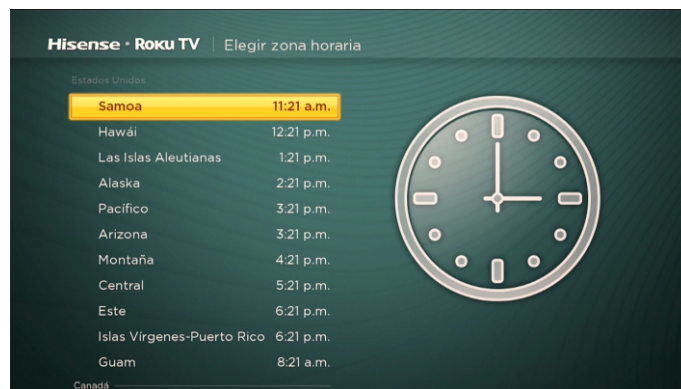 Hisense · Roku TV | Elegir zona horaria
Estados Unidos
Samoa 11:21 a.m.
Hawái 12:21 p.m.
Las Islas Aleutianas 1:21 p.m.
Alaska 2:21 p.m.
Pacífico 3:21 p.m.
Arizona 3:21 p.m.
Montaña 4:21 p.m.
Central 5:21 p.m.
Este 6:21 p.m.
Islas Vírgenes-Puerto Rico 6:21 p.m.
Guam 8:21 a.m.
Canadá